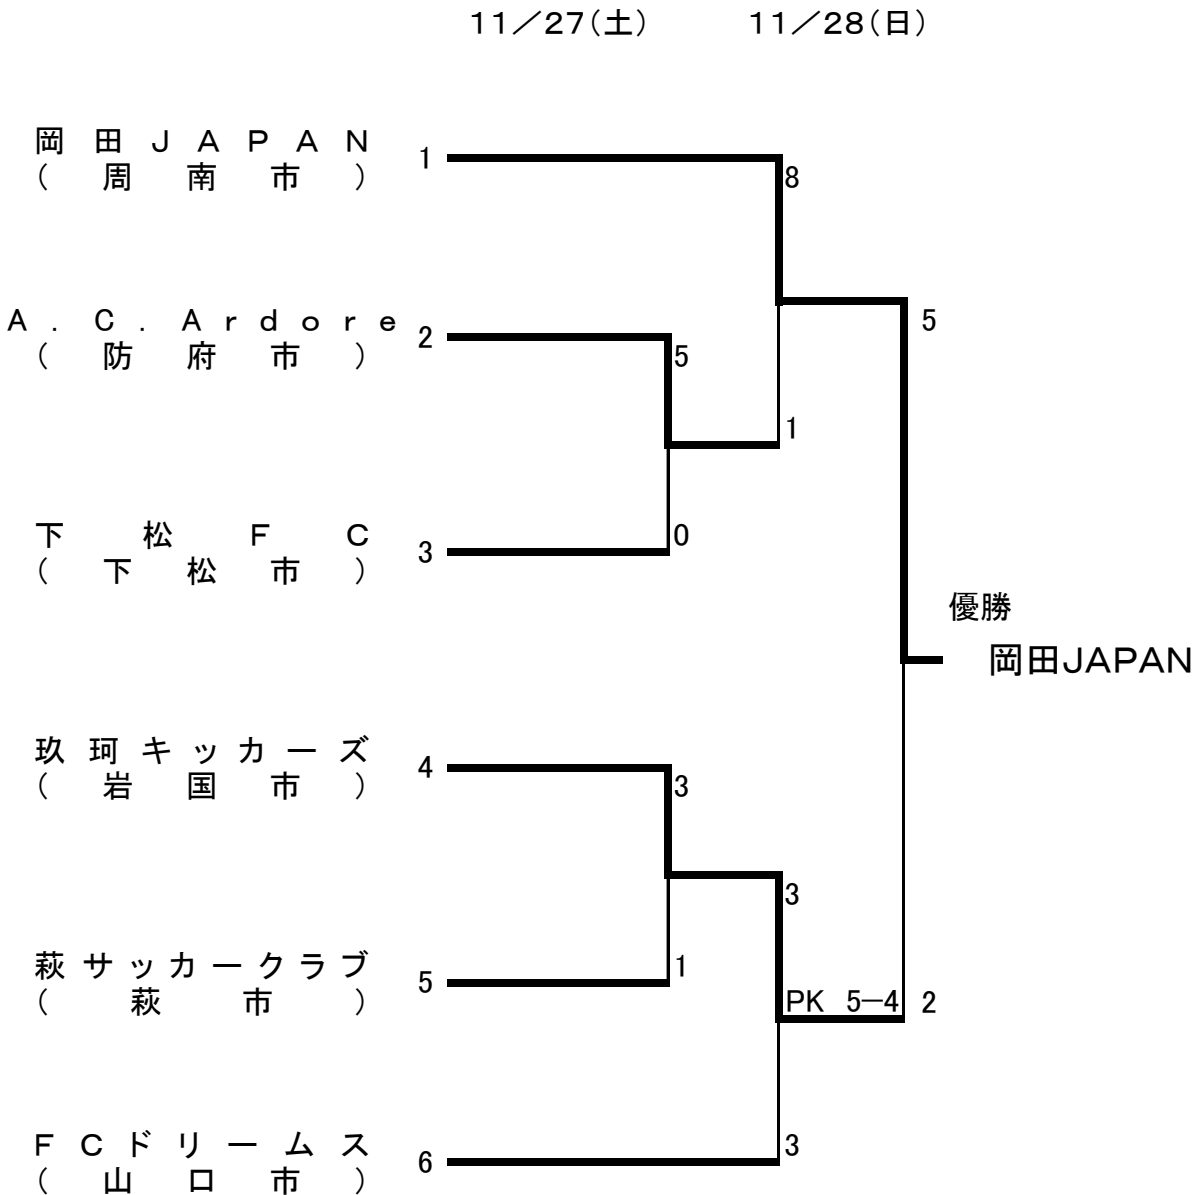 11／27(土) 11／28(日)
岡田JAPAN
(周南市)
1
8
A.C.Ardore
(防府市)
2
5
5
1
下松FC
(下松市)
3
0
優勝
岡田JAPAN
玖珂キッカーズ
(岩国市)
4
3
3
萩サッカークラブ
(萩市)
5
1
PK 5－4 2
FCドリームス
(山口市)
6
3